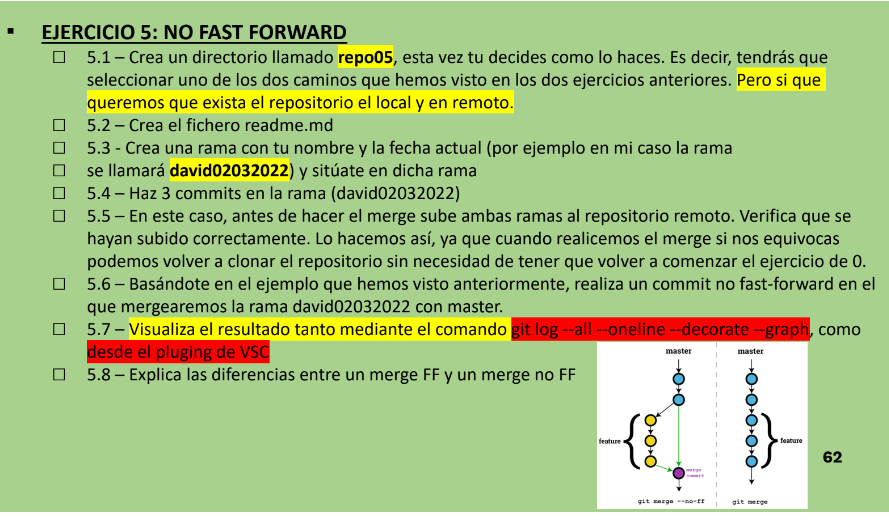 ▪ EJERCICIO 5: NO FAST FORWARD
☐ 5.1 – Crea un directorio llamado repo05, esta vez tu decides como lo haces. Es decir, tendrás que
seleccionar uno de los dos caminos que hemos visto en los dos ejercicios anteriores. Pero si que
queremos que exista el repositorio el local y en remoto.
☐ 5.2 – Crea el fichero readme.md
☐ 5.3 - Crea una rama con tu nombre y la fecha actual (por ejemplo en mi caso la rama
☐ se llamará david02032022) y sitúate en dicha rama
☐ 5.4 – Haz 3 commits en la rama (david02032022)
☐ 5.5 – En este caso, antes de hacer el merge sube ambas ramas al repositorio remoto. Verifica que se
hayan subido correctamente. Lo hacemos así, ya que cuando realicemos el merge si nos equivocas
podemos volver a clonar el repositorio sin necesidad de tener que volver a comenzar el ejercicio de 0.
☐ 5.6 – Basándote en el ejemplo que hemos visto anteriormente, realiza un commit no fast-forward en el
que mergearemos la rama david02032022 con master.
☐ 5.7 – Visualiza el resultado tanto mediante el comando git log --all --oneline --decorate --graph, como
desde el pluging de VSC
☐ 5.8 – Explica las diferencias entre un merge FF y un merge no FF
master
master
feature
feature
merge
commit
git merge --no-ff
git merge
62